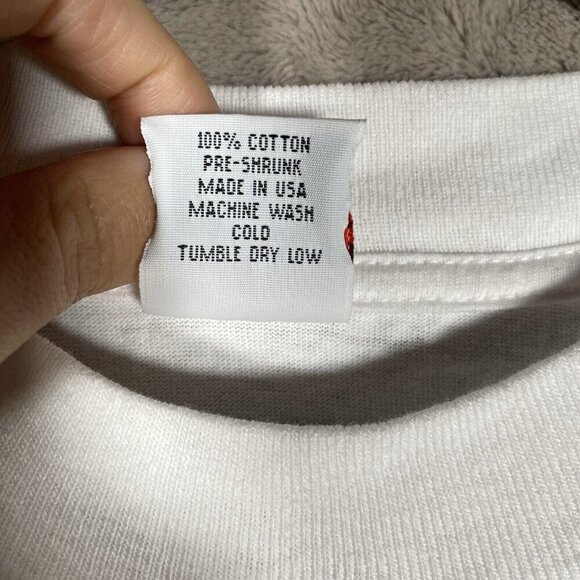 100% COTTON
PRE-SHRUNK
MADE IN USA
MACHINE WASH
COLD
TUMBLE DRY LOW